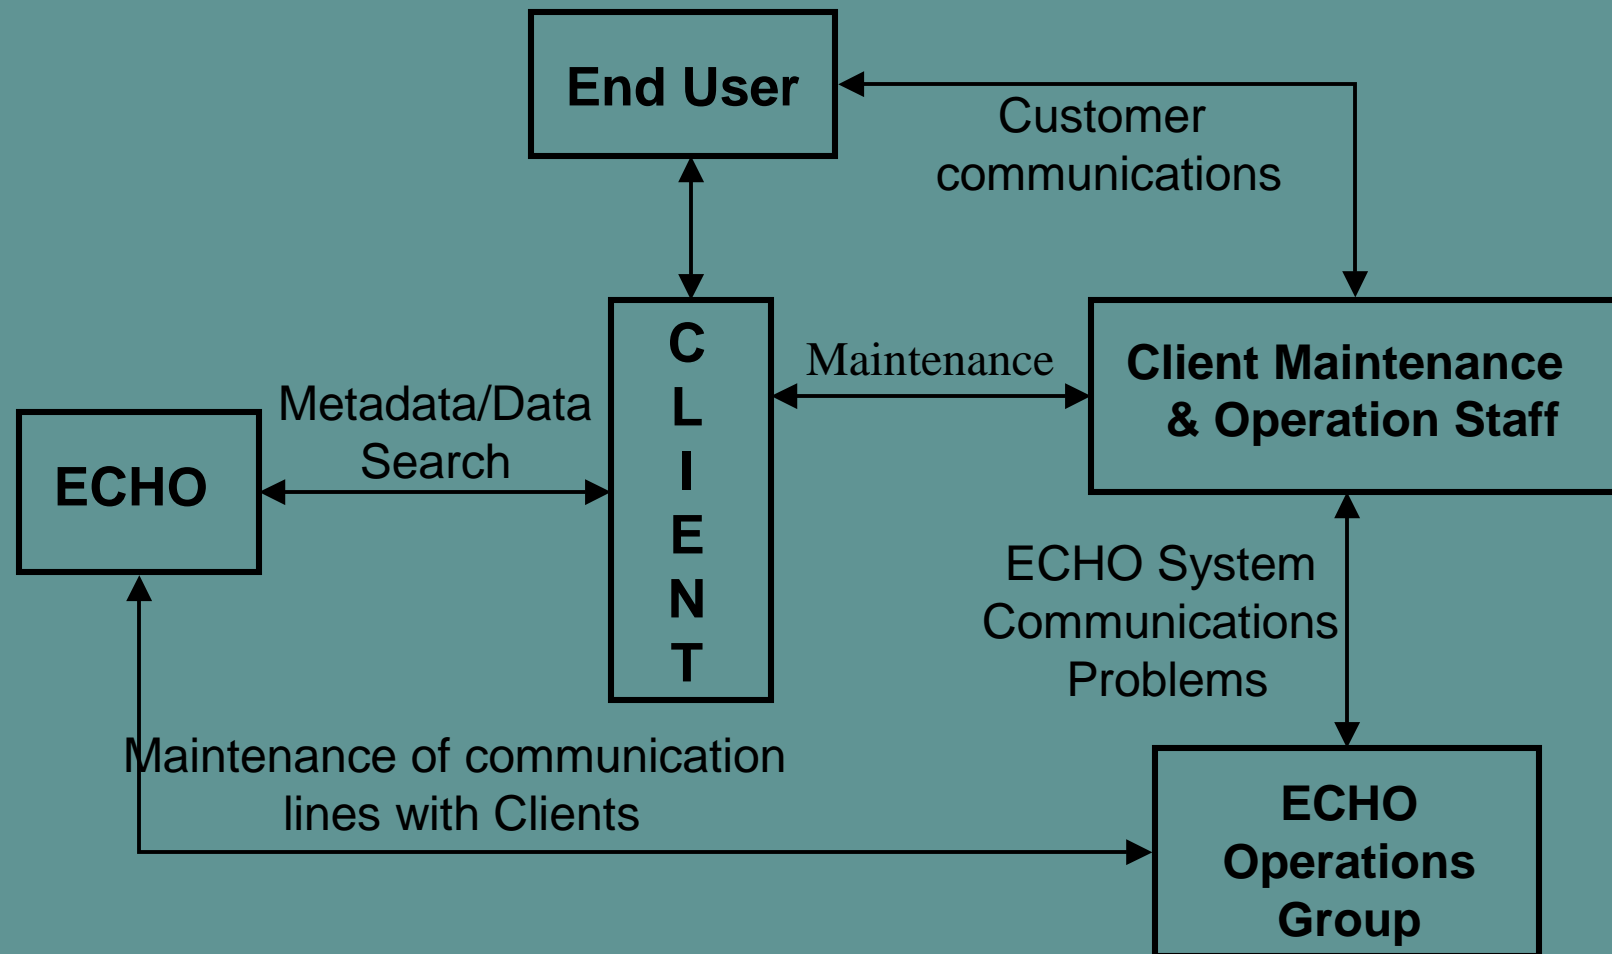 End User
Customer
communications
C
L
I
E
N
T
Maintenance
Client Maintenance
& Operation Staff
Metadata/Data
Search
ECHO
ECHO System
Communications
Problems
Maintenance of communication
lines with Clients
ECHO
Operations
Group